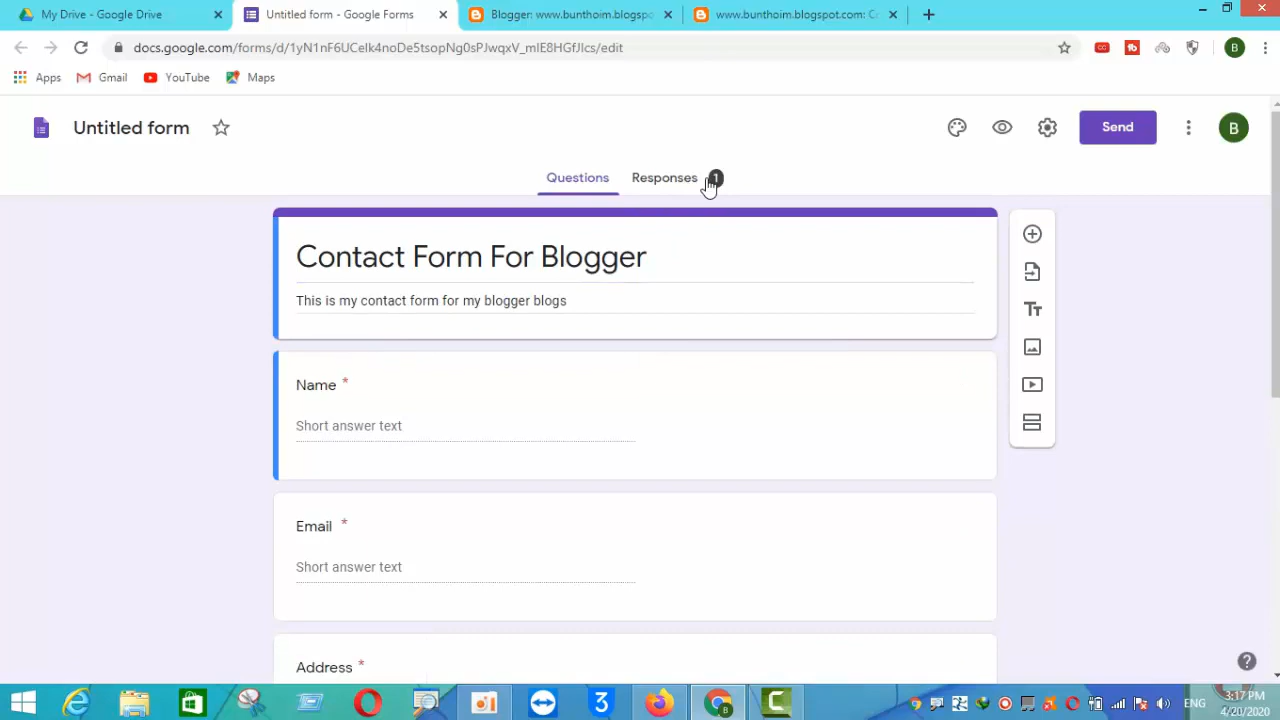 My Drive - Google Drive
Untitled form - Google Forms
Blogger: www.bunthoim.blogspo
www.bunthoim.blogspot.com: C
docs.google.com/forms/d/1yN1nF6UCelk4noDe5tsopNg0sPJwqxV_mIE8HGfJIcs/edit
B
Apps
Gmail
YouTube
Maps
Untitled form
Send
B
Questions
Responses
1
Contact Form For Blogger
This is my contact form for my blogger blogs
Name *
Short answer text
Email *
Short answer text
Address *
ENG
3:17 PM
4/20/2020